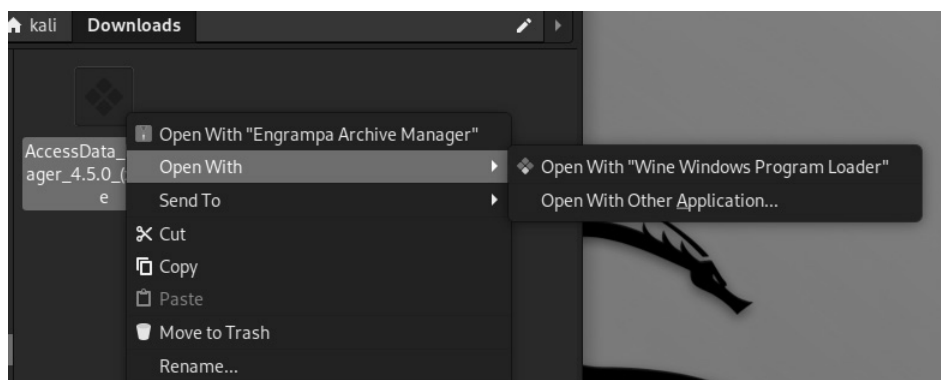 kali Downloads
Open With "Engrampa Archive Manager"
AccessData_
Open With
Open With "Wine Windows Program Loader"
ager_4.5.0_(
e
Send To
Open With Other Application...
Cut
Copy
Paste
Move to Trash
Rename...